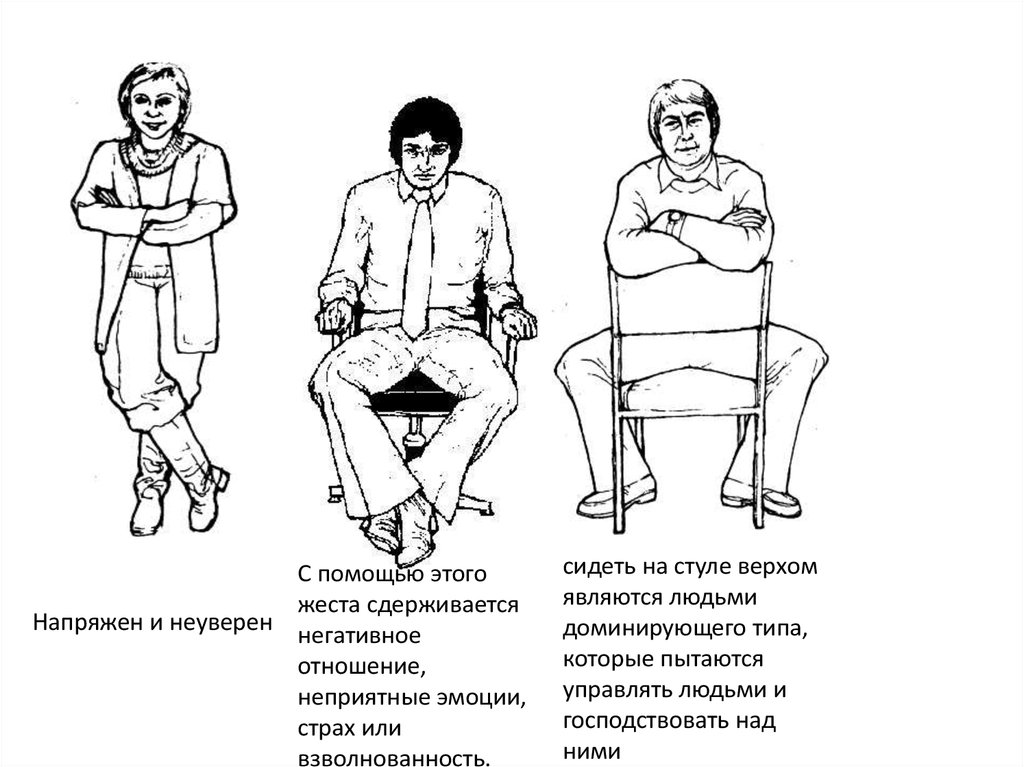 Напряжен и неуверен
С помощью этого
жеста сдерживается
негативное
отношение,
неприятные эмоции,
страх или
взволнованность.
сидеть на стуле верхом
являются людьми
доминирующего типа,
которые пытаются
управлять людьми и
господствовать над
ними